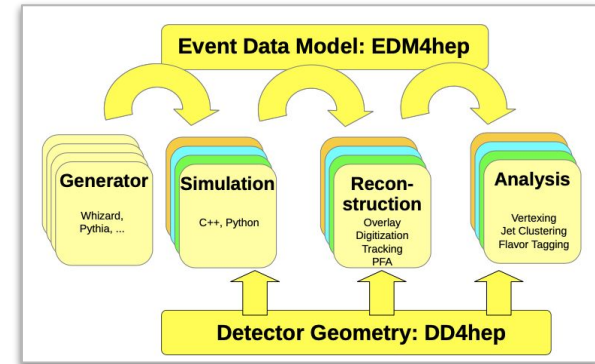 Event Data Model: EDM4hep
Generator
Whizard,
Pythia, ...
Simulation
C++, Python
Recon-
struction
Overlay
Digitization
Tracking
PFA
Analysis
Vertexing
Jet Clustering
Flavor Tagging
Detector Geometry: DD4hep